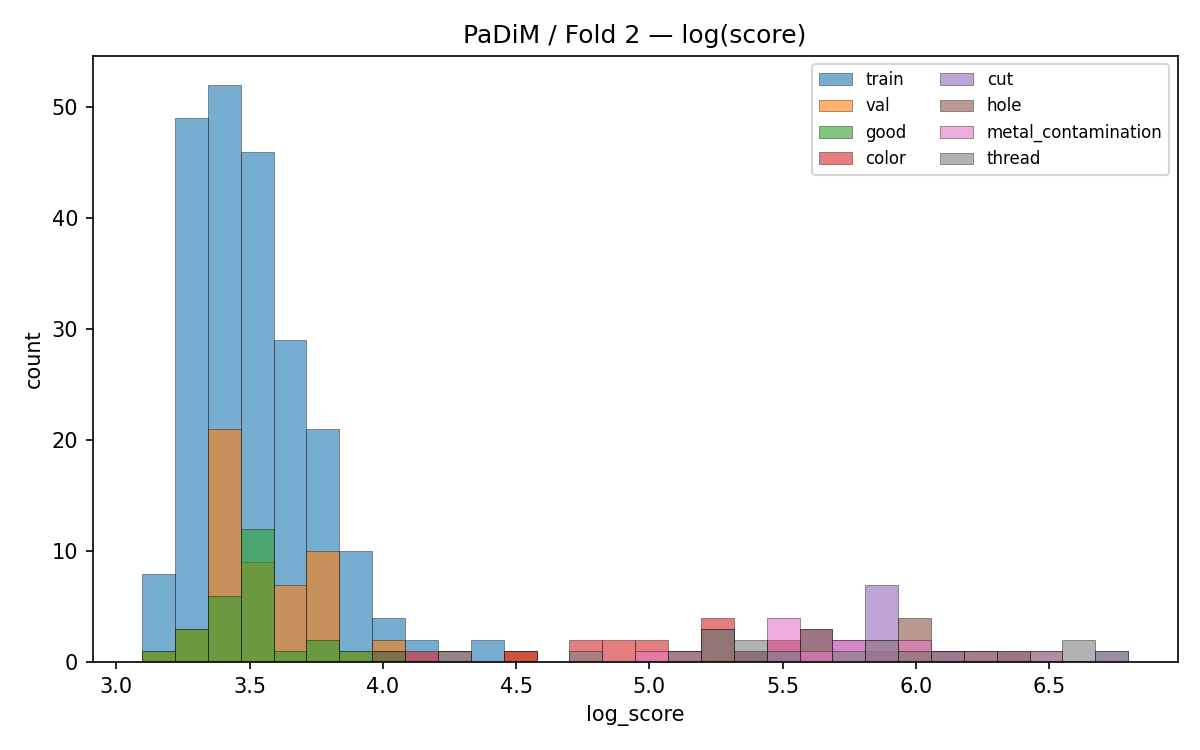 PaDiM / Fold 2 — log(score)
train
val
good
color
cut
hole
metal_contamination
thread
count
50
40
30
20
10
0
3.0 3.5 4.0 4.5 5.0 5.5 6.0 6.5
log_score